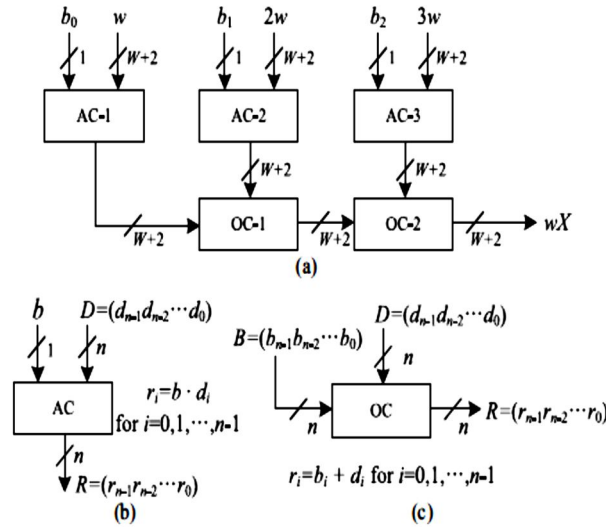 b₀ w b₁ 2w b₂ 3w
1 W+2 1 W+2 1 W+2
AC-1 AC-2 AC-3
W+2 W+2
OC-1 OC-2 wX
W+2 W+2 W+2
(a)
b D=(dₙ₋₁dₙ₋₂···d₀)
1 n
AC
rᵢ=b · dᵢ
for i=0,1,···,n-1
n
R=(rₙ₋₁rₙ₋₂···r₀)
(b)
D=(dₙ₋₁dₙ₋₂···d₀)
B=(bₙ₋₁bₙ₋₂···b₀)
n
OC R=(rₙ₋₁rₙ₋₂···r₀)
n n
rᵢ=bᵢ + dᵢ for i=0,1,···,n-1
(c)